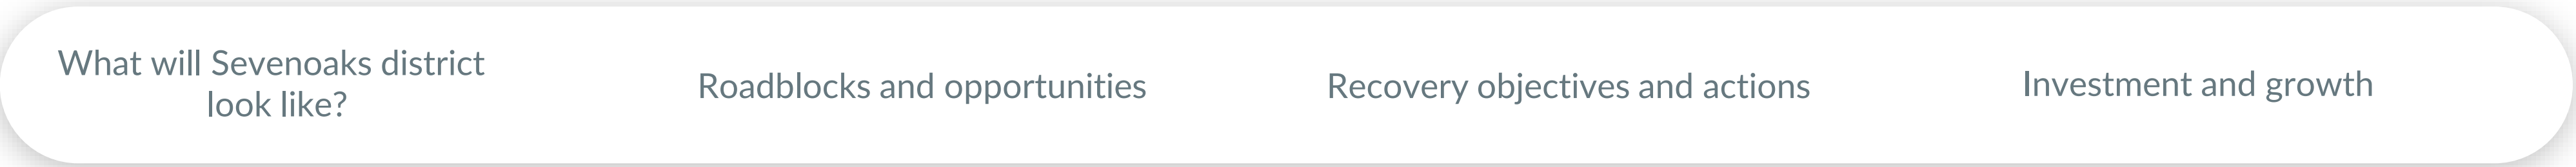 What will Sevenoaks district
look like?
Roadblocks and opportunities
Recovery objectives and actions
Investment and growth